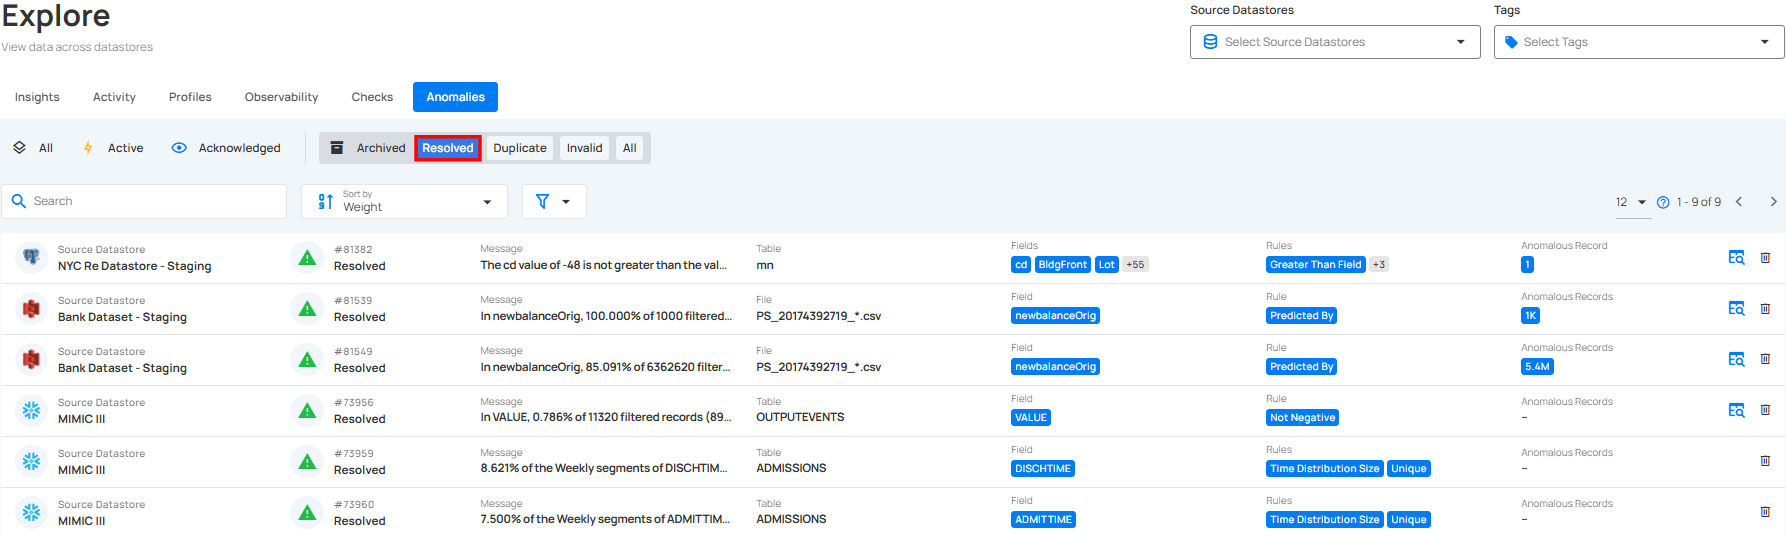 Explore
View data across datastores
Source Datastores
Select Source Datastores
Tags
Select Tags
Insights Activity Profiles Observability Checks Anomalies
All Active Acknowledged Archived Resolved Duplicate Invalid All
Search
Sort by
Weight
12 1 - 9 of 9
Source Datastore #81382 Message Table Fields Rules Anomalous Record
NYC Re Datastore - Staging Resolved The cd value of -48 is not greater than the val... mn cd BldgFront Lot +55 Greater Than Field +3 1
Source Datastore #81539 Message File Field Rule Anomalous Records
Bank Dataset - Staging Resolved In newbalanceOrig, 100.000% of 1000 filtered... PS_20174392719_*.csv newbalanceOrig Predicted By 1K
Source Datastore #81549 Message File Field Rule Anomalous Records
Bank Dataset - Staging Resolved In newbalanceOrig, 85.091% of 6362620 filter... PS_20174392719_*.csv newbalanceOrig Predicted By 5.4M
Source Datastore #73956 Message Table Field Rule Anomalous Records
MIMIC III Resolved In VALUE, 0.786% of 11320 filtered records (89... OUTPUTEVENTS VALUE Not Negative –
Source Datastore #73959 Message Table Field Rules Anomalous Records
MIMIC III Resolved 8.621% of the Weekly segments of DISCHTIM... ADMISSIONS DISCHTIME Time Distribution Size Unique –
Source Datastore #73960 Message Table Field Rules Anomalous Records
MIMIC III Resolved 7.500% of the Weekly segments of ADMITTIM... ADMISSIONS ADMITTIME Time Distribution Size Unique –